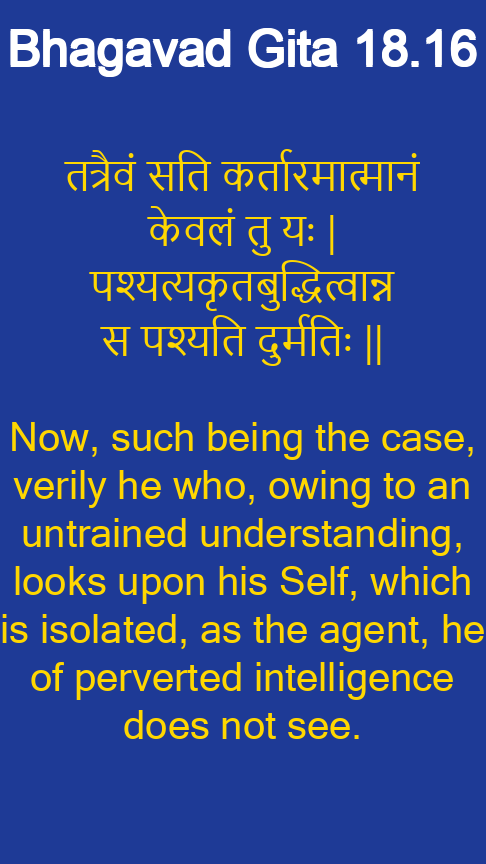 Bhagavad Gita 18.16
तत्रैवं सति कर्तारमात्मानं
केवलं तु यः |
पश्यत्यकृतबुद्धित्वान्न
स पश्यति दुर्मतिः ||
Now, such being the case,
verily he who, owing to an
untrained understanding,
looks upon his Self, which
is isolated, as the agent, he
of perverted intelligence
does not see.